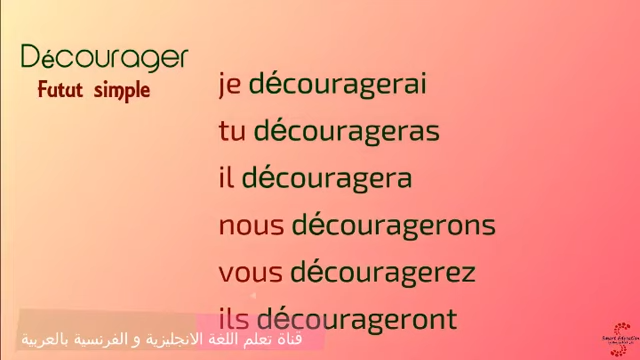 Découvrager
Futut simple
je découragerai
tu décourageras
il découragera
nous découragerons
vous découragerez
ils décourageront
قناة تعلم اللغة الانجليزية و الفرنسية بالعربية